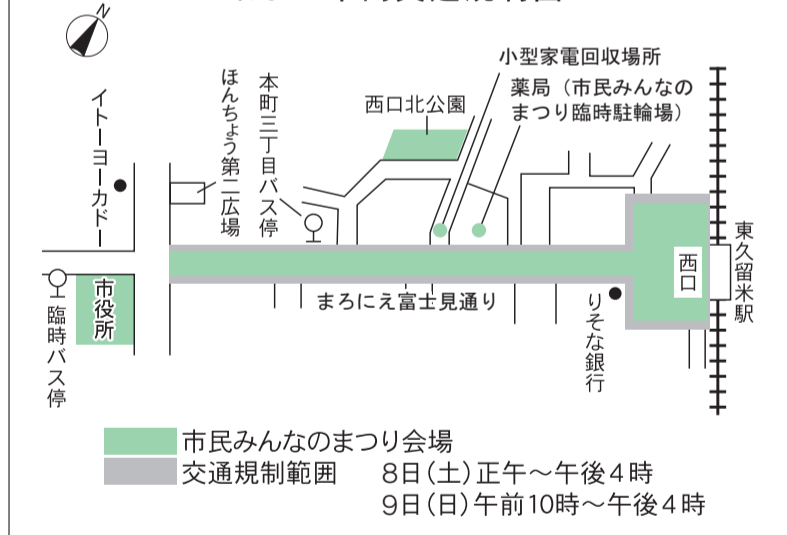 N
小型家電回収場所
薬局（市民みんなの
まつり臨時駐輪場）
西口北公園
本町三丁目バス停
ほんちょう第二広場
イトーヨーカドー
東久留米駅
西口
市役所
臨時バス停
まろにえ富士見通り
りそな銀行
市民みんなのまつり会場
交通規制範囲　8日（土）正午～午後4時
9日（日）午前10時～午後4時